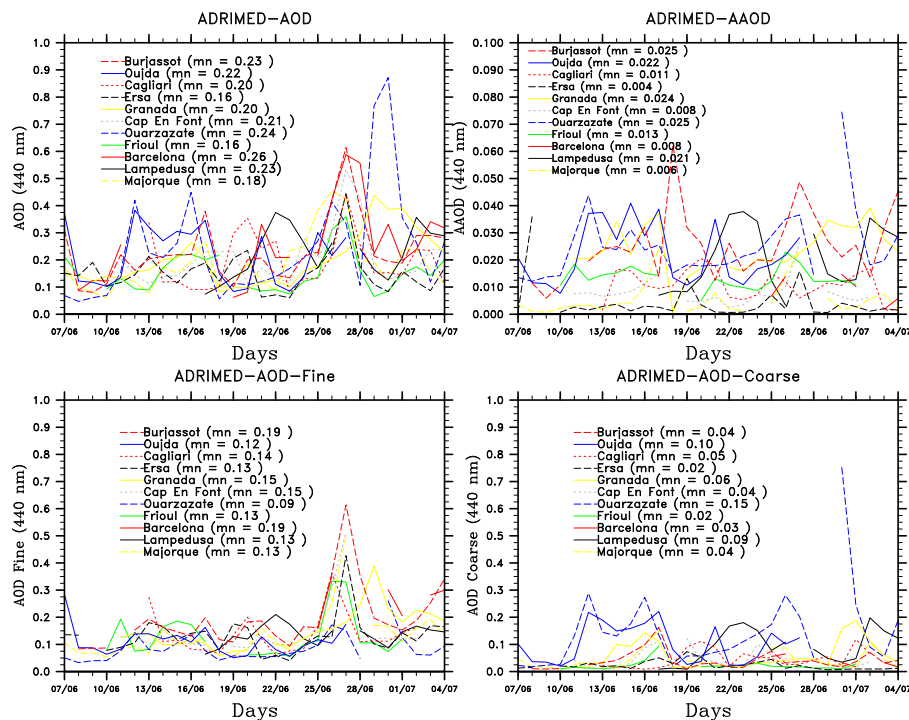 ADRIMED-AOD
1.0
0.9
0.8
0.7
0.6
0.5
0.4
0.3
0.2
0.1
0.0
AOD (440 nm)
Burjassot (mn = 0.23 )
Oujda (mn = 0.22 )
Cagliari (mn = 0.20 )
Ersa (mn = 0.16 )
Granada (mn = 0.20 )
Cap En Font (mn = 0.21 )
Ouarzazate (mn = 0.24 )
Frioul (mn = 0.16 )
Barcelona (mn = 0.26 )
Lampedusa (mn = 0.23 )
Majorque (mn = 0.18)
07/06 10/06 13/06 16/06 19/06 22/06 25/06 28/06 01/07 04/07
Days
ADRIMED-AAOD
0.100
0.090
0.080
0.070
0.060
0.050
0.040
0.030
0.020
0.010
0.000
AAOD (440 nm)
Burjassot (mn = 0.025 )
Oujda (mn = 0.022 )
Cagliari (mn = 0.011 )
Ersa (mn = 0.004 )
Granada (mn = 0.024 )
Cap En Font (mn = 0.008 )
Ouarzazate (mn = 0.025 )
Frioul (mn = 0.013 )
Barcelona (mn = 0.008 )
Lampedusa (mn = 0.021 )
Majorque (mn = 0.006 )
07/06 10/06 13/06 16/06 19/06 22/06 25/06 28/06 01/07 04/07
Days
ADRIMED-AOD-Fine
1.0
0.9
0.8
0.7
0.6
0.5
0.4
0.3
0.2
0.1
0.0
AOD Fine (440 nm)
Burjassot (mn = 0.19 )
Oujda (mn = 0.12 )
Cagliari (mn = 0.14 )
Ersa (mn = 0.13 )
Granada (mn = 0.15 )
Cap En Font (mn = 0.15 )
Ouarzazate (mn = 0.09 )
Frioul (mn = 0.13 )
Barcelona (mn = 0.19 )
Lampedusa (mn = 0.13 )
Majorque (mn = 0.13 )
07/06 10/06 13/06 16/06 19/06 22/06 25/06 28/06 01/07 04/07
Days
ADRIMED-AOD-Coarse
1.0
0.9
0.8
0.7
0.6
0.5
0.4
0.3
0.2
0.1
0.0
AOD Coarse (440 nm)
Burjassot (mn = 0.04 )
Oujda (mn = 0.10 )
Cagliari (mn = 0.05 )
Ersa (mn = 0.02 )
Granada (mn = 0.06 )
Cap En Font (mn = 0.04 )
Ouarzazate (mn = 0.15 )
Frioul (mn = 0.02 )
Barcelona (mn = 0.03 )
Lampedusa (mn = 0.09 )
Majorque (mn = 0.04 )
07/06 10/06 13/06 16/06 19/06 22/06 25/06 28/06 01/07 04/07
Days